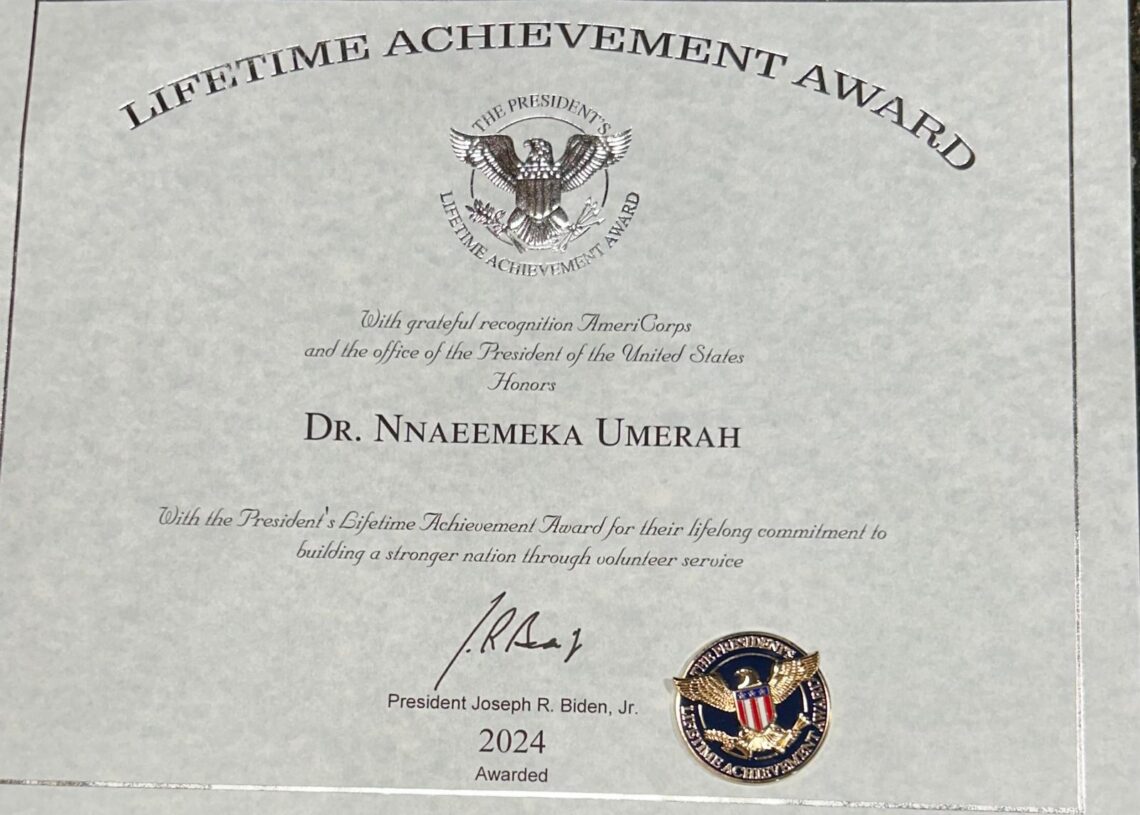 LIFETIME ACHIEVEMENT AWARD
THE PRESIDENT'S
LIFETIME ACHIEVEMENT AWARD
With grateful recognition AmeriCorps
and the office of the President of the United States
Honors
DR. NNAEEMEKA UMERAH
With the President's Lifetime Achievement Award for their lifelong commitment to
building a stronger nation through volunteer service
President Joseph R. Biden, Jr.
2024
Awarded
THE PRESIDENT'S
LIFETIME ACHIEVEMENT AWARD